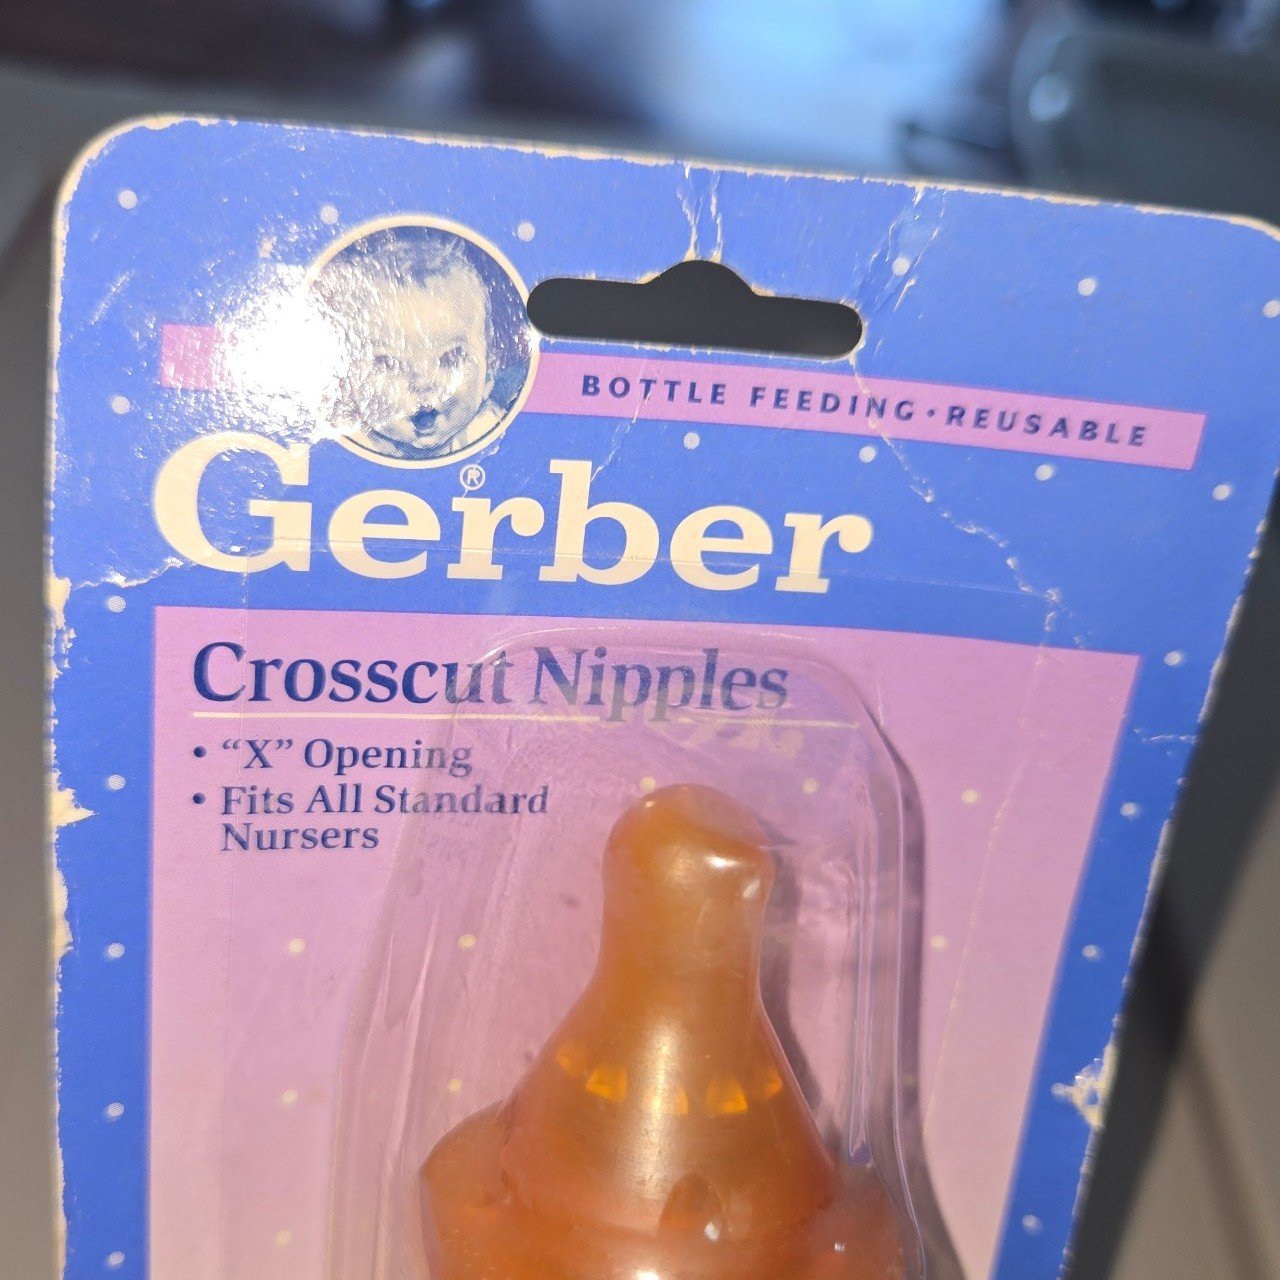 BOTTLE FEEDING • REUSABLE
Gerber®
Crosscut Nipples
• “X” Opening
• Fits All Standard
Nursers